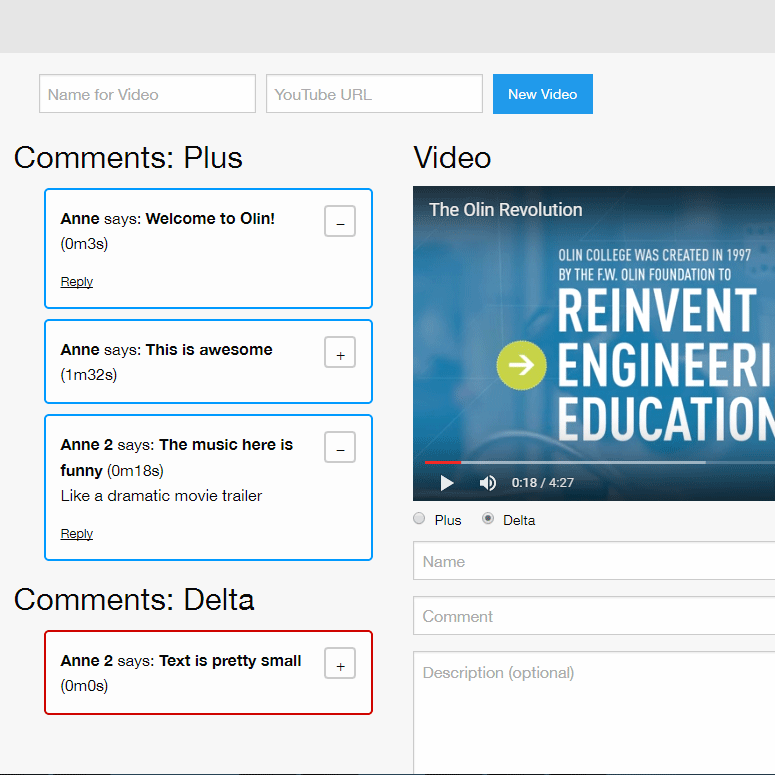 Name for Video
YouTube URL
New Video
Comments: Plus
Anne says: Welcome to Olin!
(0m3s)
−
Reply
Anne says: This is awesome
(1m32s)
+
Anne 2 says: The music here is
funny (0m18s)
Like a dramatic movie trailer
−
Reply
Comments: Delta
Anne 2 says: Text is pretty small
(0m0s)
+
Video
The Olin Revolution
OLIN COLLEGE WAS CREATED IN 1997
BY THE F.W. OLIN FOUNDATION TO
REINVENT
ENGINEERI
EDUCATION
0:18 / 4:27
Plus
Delta
Name
Comment
Description (optional)